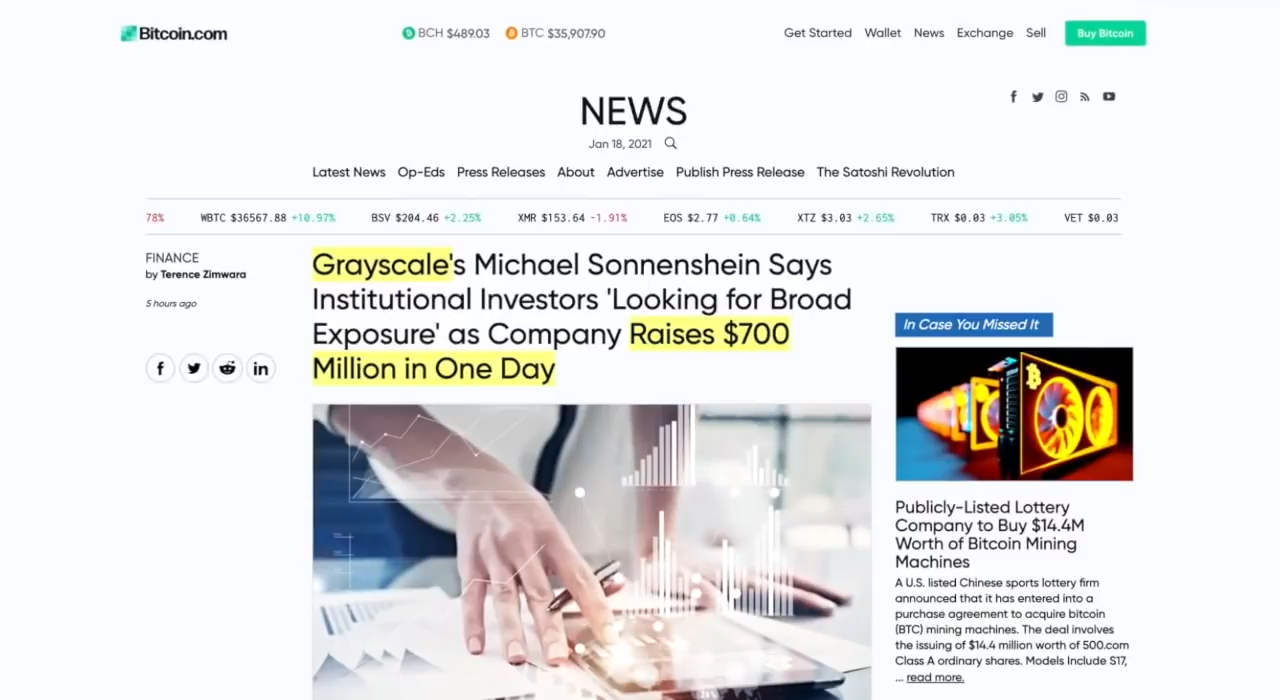 Bitcoin.com
BCH $489.03 BTC $35,907.90
Get Started Wallet News Exchange Sell Buy Bitcoin
NEWS
Jan 18, 2021
Latest News Op-Eds Press Releases About Advertise Publish Press Release The Satoshi Revolution
78% WBTC $36567.88 +10.97% BSV $204.46 +2.25% XMR $153.64 -1.91% EOS $2.77 +0.64% XTZ $3.03 +2.65% TRX $0.03 +3.05% VET $0.03
FINANCE
by Terence Zimwara
5 hours ago
Grayscale's Michael Sonnenshein Says
Institutional Investors 'Looking for Broad
Exposure' as Company Raises $700
Million in One Day
In Case You Missed It
Publicly-Listed Lottery
Company to Buy $14.4M
Worth of Bitcoin Mining
Machines
A U.S. listed Chinese sports lottery firm
announced that it has entered into a
purchase agreement to acquire bitcoin
(BTC) mining machines. The deal involves
the issuing of $14.4 million worth of 500.com
Class A ordinary shares. Models Include S17,
... read more.